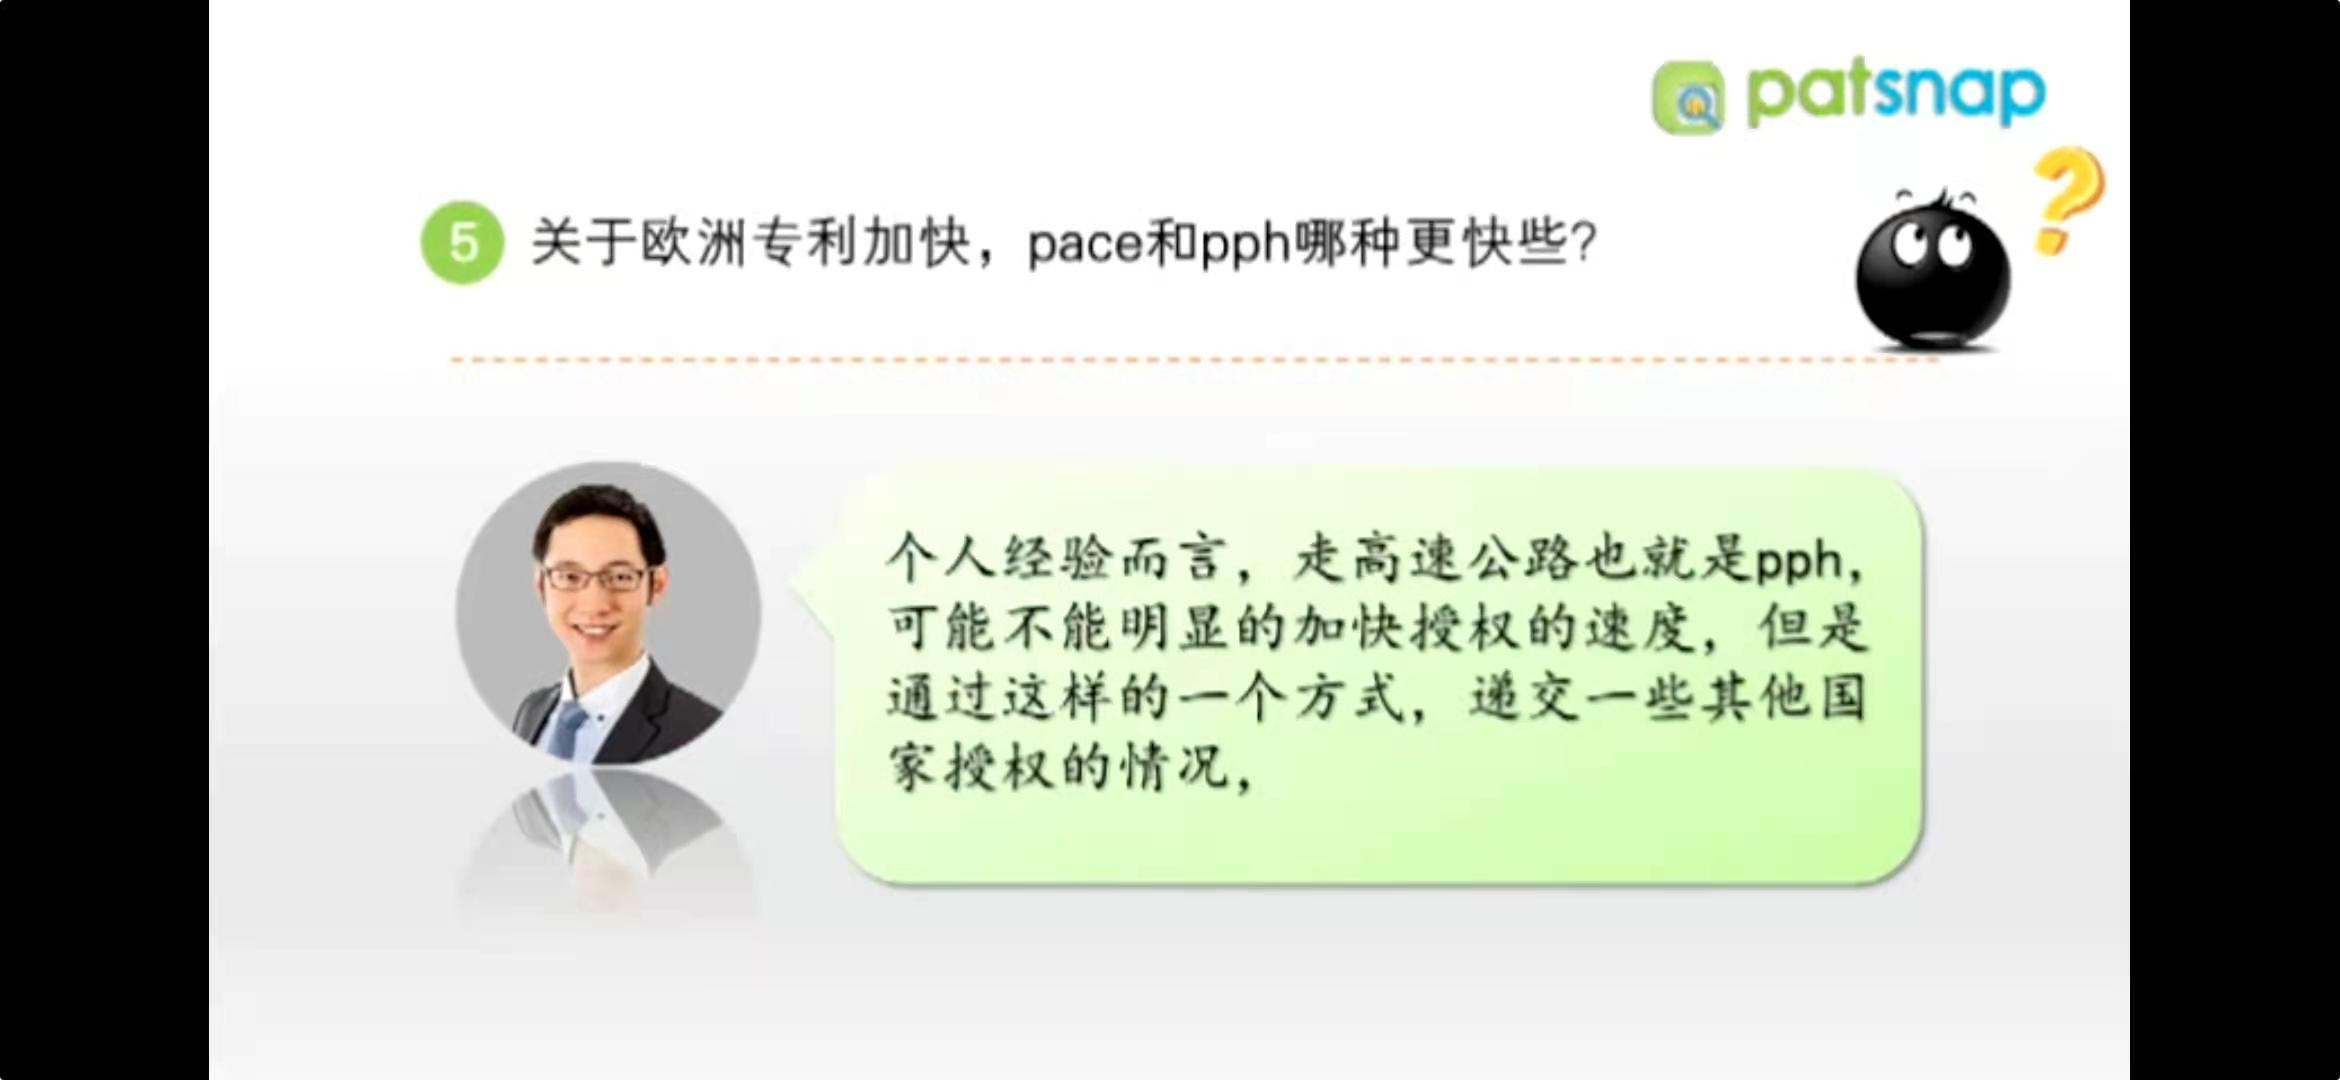 patsnap
5 关于欧洲专利加快，pace和pph哪种更快些？
个人经验而言，走高速公路也就是pph，
可能不能明显的加快授权的速度，但是
通过这样的一个方式，递交一些其他国
家授权的情况，